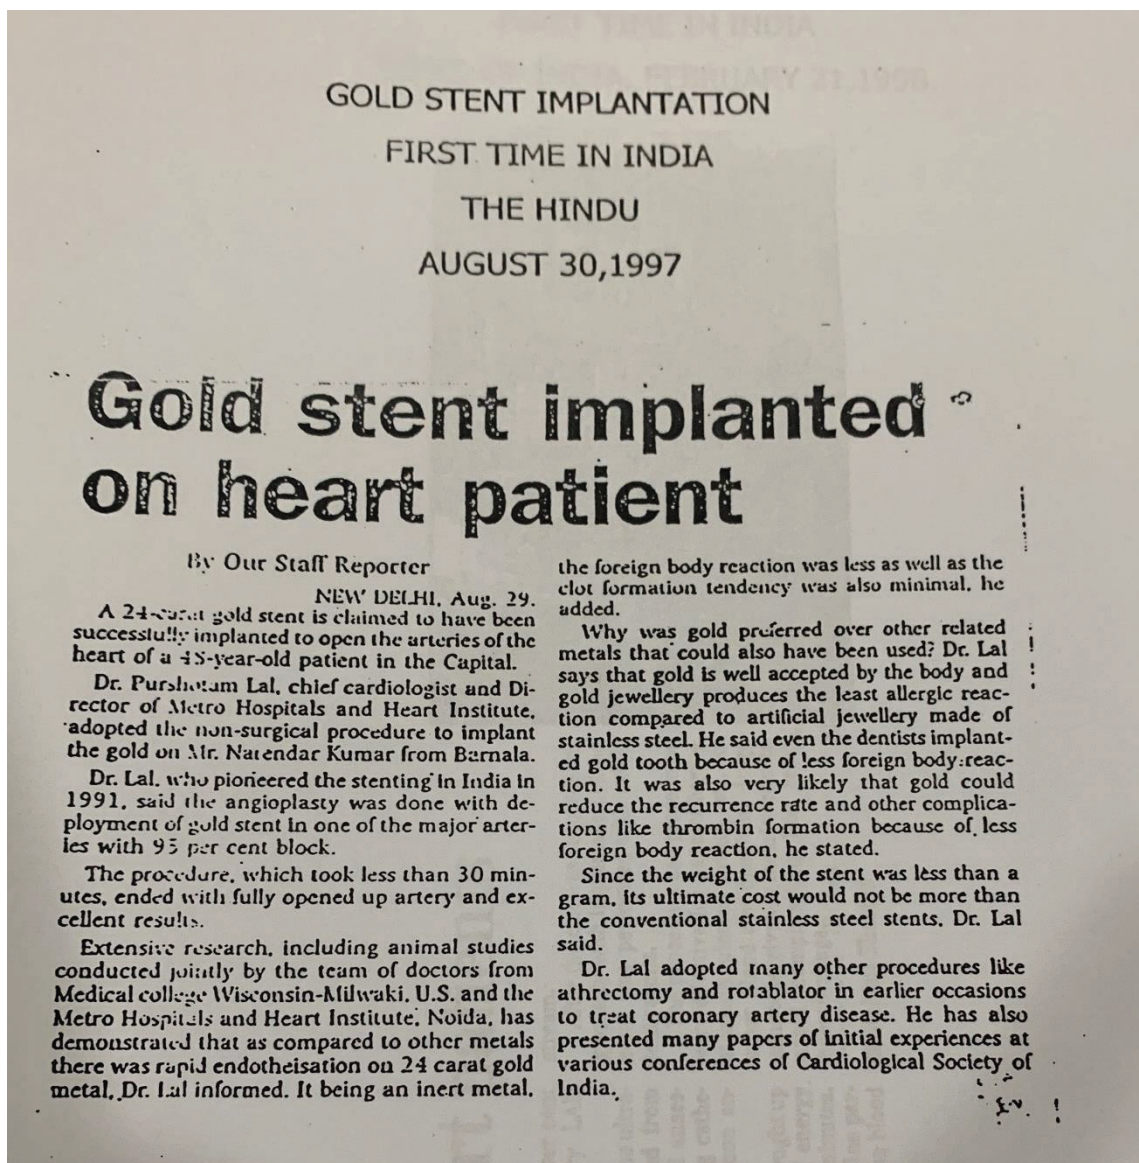 GOLD STENT IMPLANTATION
FIRST TIME IN INDIA
THE HINDU
AUGUST 30,1997
Gold stent implanted
on heart patient
By Our Staff Reporter
NEW DELHI, Aug. 29.
A 24-carat gold stent is claimed to have been
successfully implanted to open the arteries of the
heart of a -year-old patient in the Capital.
Dr. Purshotam Lal, chief cardiologist and Di-
rector of Metro Hospitals and Heart Institute,
adopted the non-surgical procedure to implant
the gold on Mr. Narendar Kumar from Barnala.
Dr. Lal, who pioneered the stenting in India in
1991, said the angioplasty was done with de-
ployment of gold stent in one of the major arter-
ies with 95 per cent block.
The procedure, which took less than 30 min-
utes, ended with fully opened up artery and ex-
cellent results.
Extensive research, including animal studies
conducted jointly by the team of doctors from
Medical college Wisconsin-Milwaki, U.S. and the
Metro Hospitals and Heart Institute, Noida, has
demonstrated that as compared to other metals
there was rapid endotheisation on 24 carat gold
metal, Dr. Lal informed. It being an inert metal,
the foreign body reaction was less as well as the
clot formation tendency was also minimal, he
added.
Why was gold preferred over other related
metals that could also have been used? Dr. Lal
says that gold is well accepted by the body and
gold jewellery produces the least allergic reac-
tion compared to artificial jewellery made of
stainless steel. He said even the dentists implant-
ed gold tooth because of less foreign body reac-
tion. It was also very likely that gold could
reduce the recurrence rate and other complica-
tions like thrombin formation because of less
foreign body reaction, he stated.
Since the weight of the stent was less than a
gram, its ultimate cost would not be more than
the conventional stainless steel stents, Dr. Lal
said.
Dr. Lal adopted many other procedures like
athrectomy and rotablator in earlier occasions
to treat coronary artery disease. He has also
presented many papers of initial experiences at
various conferences of Cardiological Society of
India.